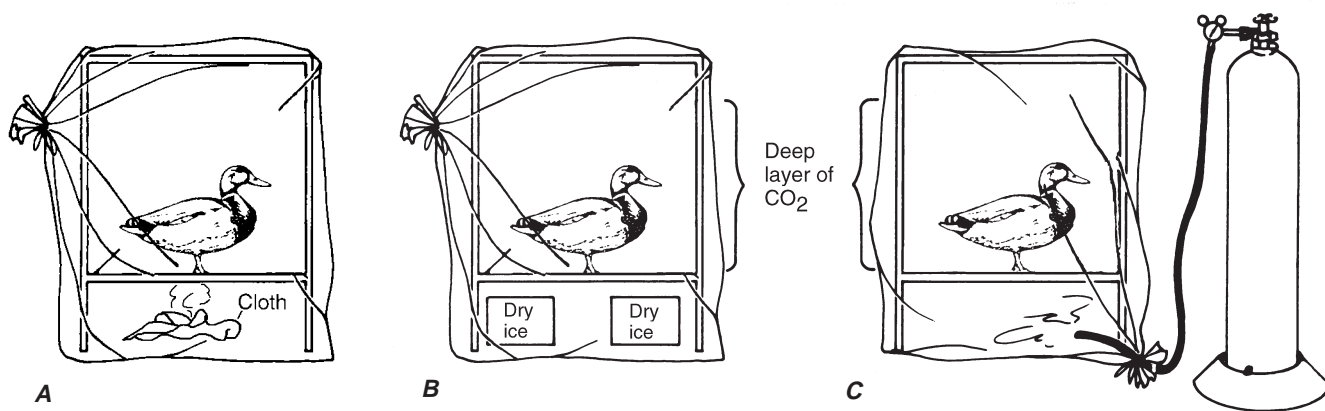 Cloth
A
Dry
ice
Dry
ice
B
Deep
layer of
CO₂
C